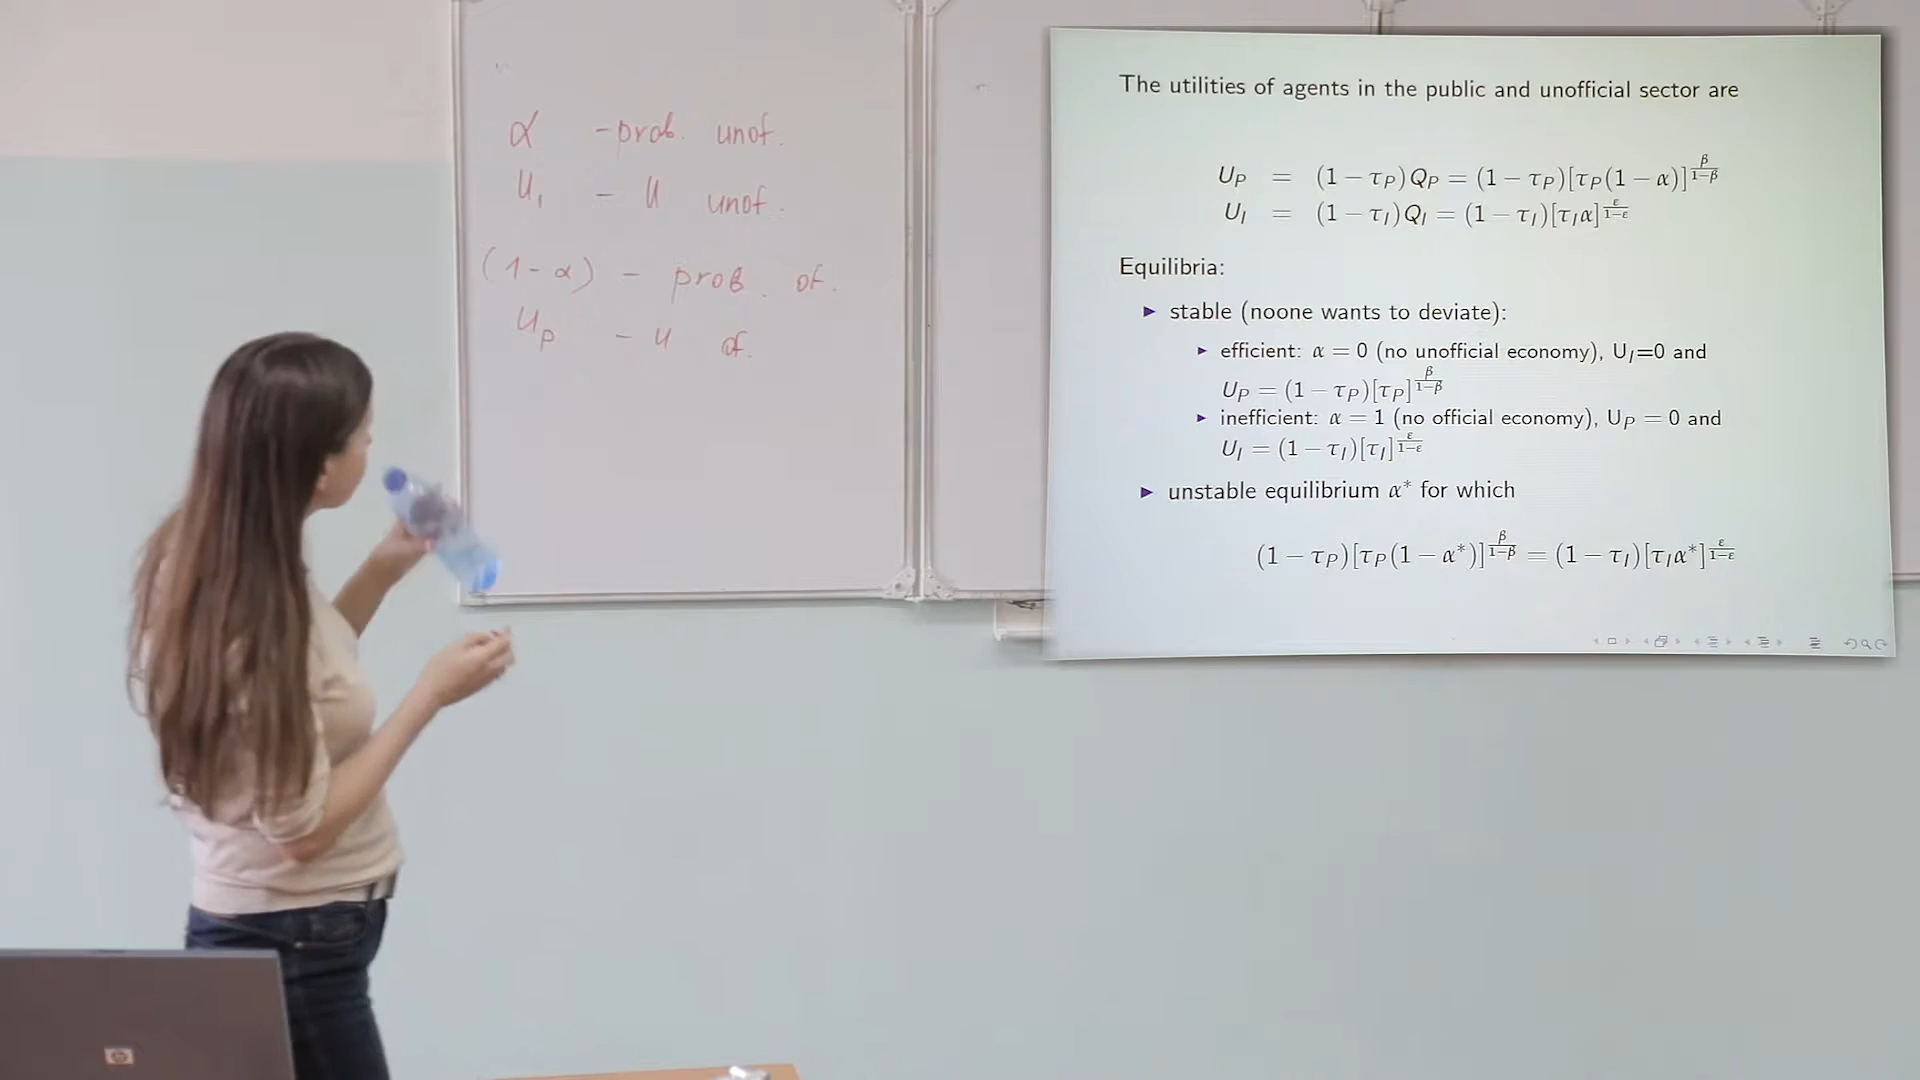 α - prob. unof.
U₁ - U unof.
(1-α) - prob. of.
U_P - U of.
The utilities of agents in the public and unofficial sector are
U_P = (1 − τ_P)Q_P = (1 − τ_P)[τ_P(1 − α)]^{β/(1−β)}
U_I = (1 − τ_I)Q_I = (1 − τ_I)[τ_Iα]^{ε/(1−ε)}
Equilibria:
▶ stable (noone wants to deviate):
▶ efficient: α = 0 (no unofficial economy), U_I=0 and
U_P = (1 − τ_P)[τ_P]^{β/(1−β)}
▶ inefficient: α = 1 (no official economy), U_P = 0 and
U_I = (1 − τ_I)[τ_I]^{ε/(1−ε)}
▶ unstable equilibrium α* for which
(1 − τ_P)[τ_P(1 − α*)]^{β/(1−β)} = (1 − τ_I)[τ_Iα*]^{ε/(1−ε)}
hp